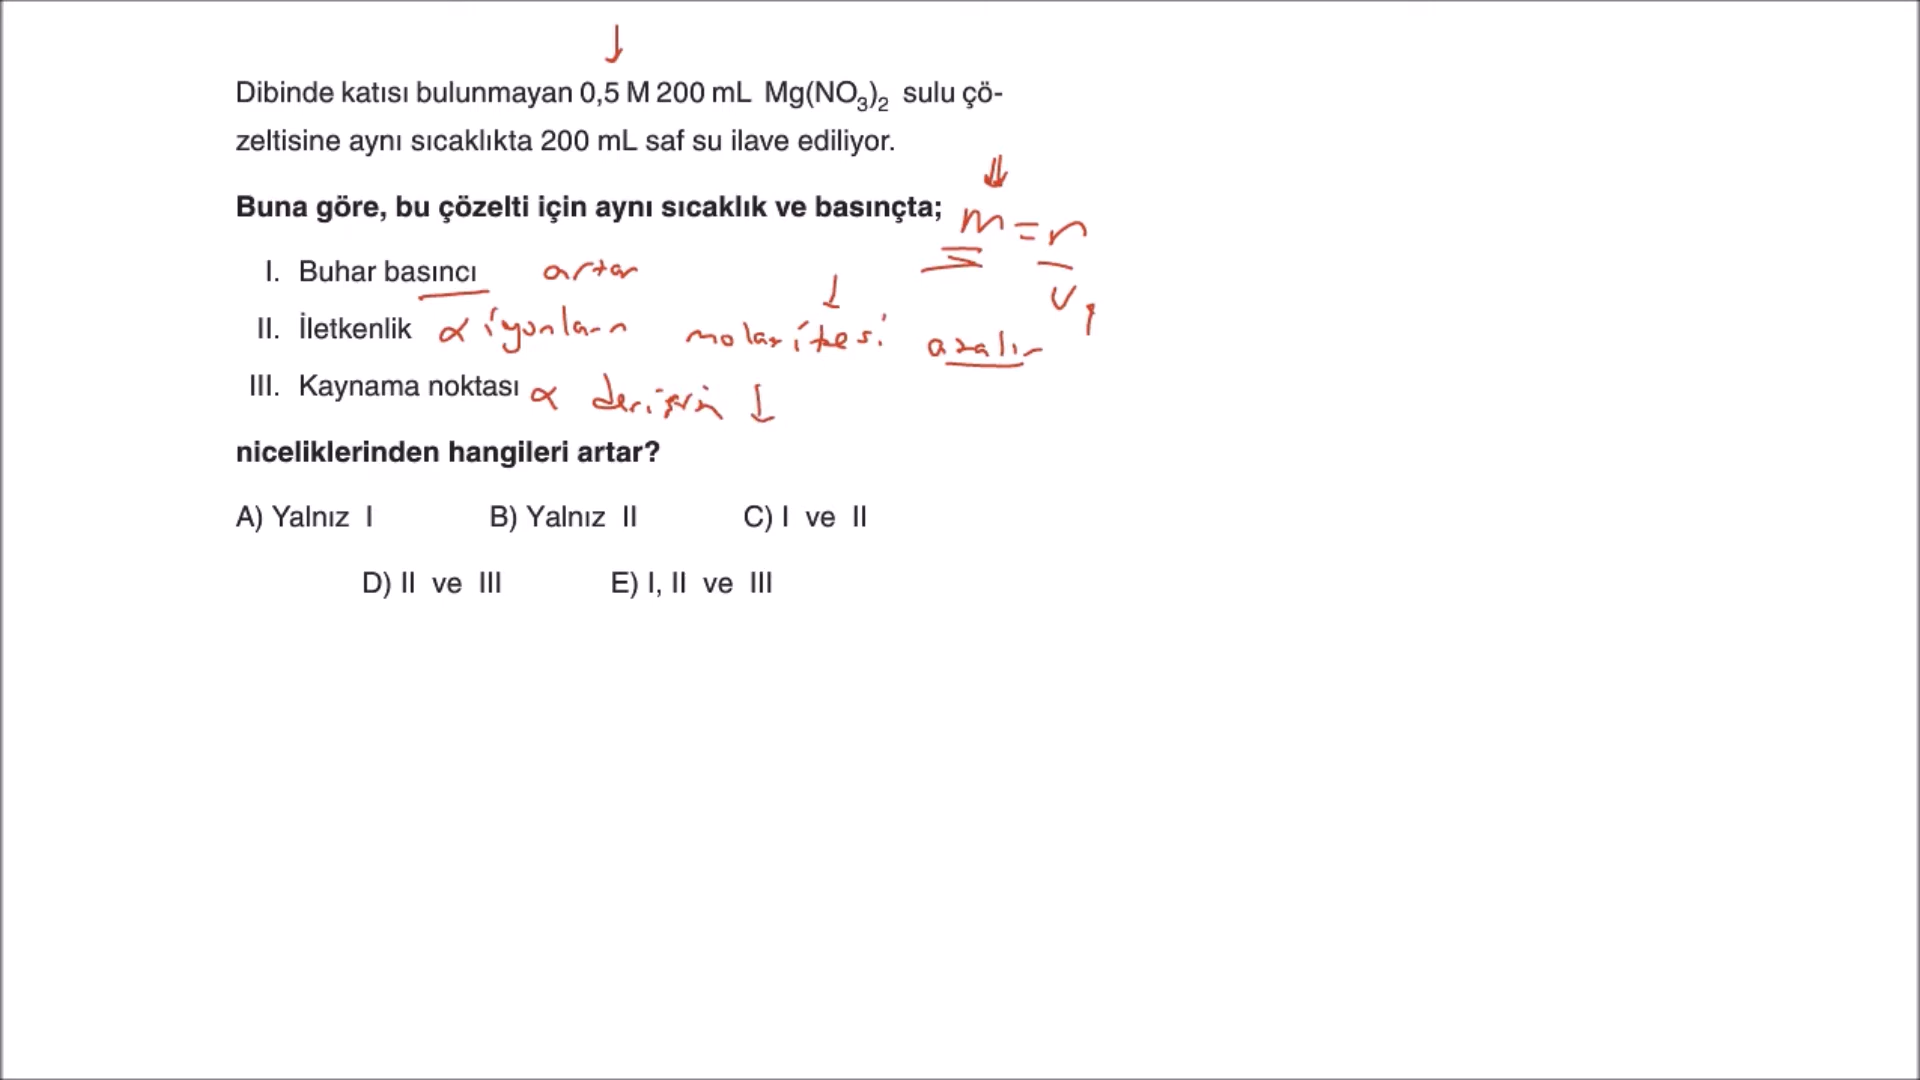 Dibinde katısı bulunmayan 0,5 M 200 mL Mg(NO₃)₂ sulu çö-
zeltisine aynı sıcaklıkta 200 mL saf su ilave ediliyor.
Buna göre, bu çözelti için aynı sıcaklık ve basınçta; m = n
v
I. Buhar basıncı artar
II. İletkenlik α iyonların molaritesi azalır
III. Kaynama noktası α derişim ↓
niceliklerinden hangileri artar?
A) Yalnız I B) Yalnız II C) I ve II
D) II ve III E) I, II ve III